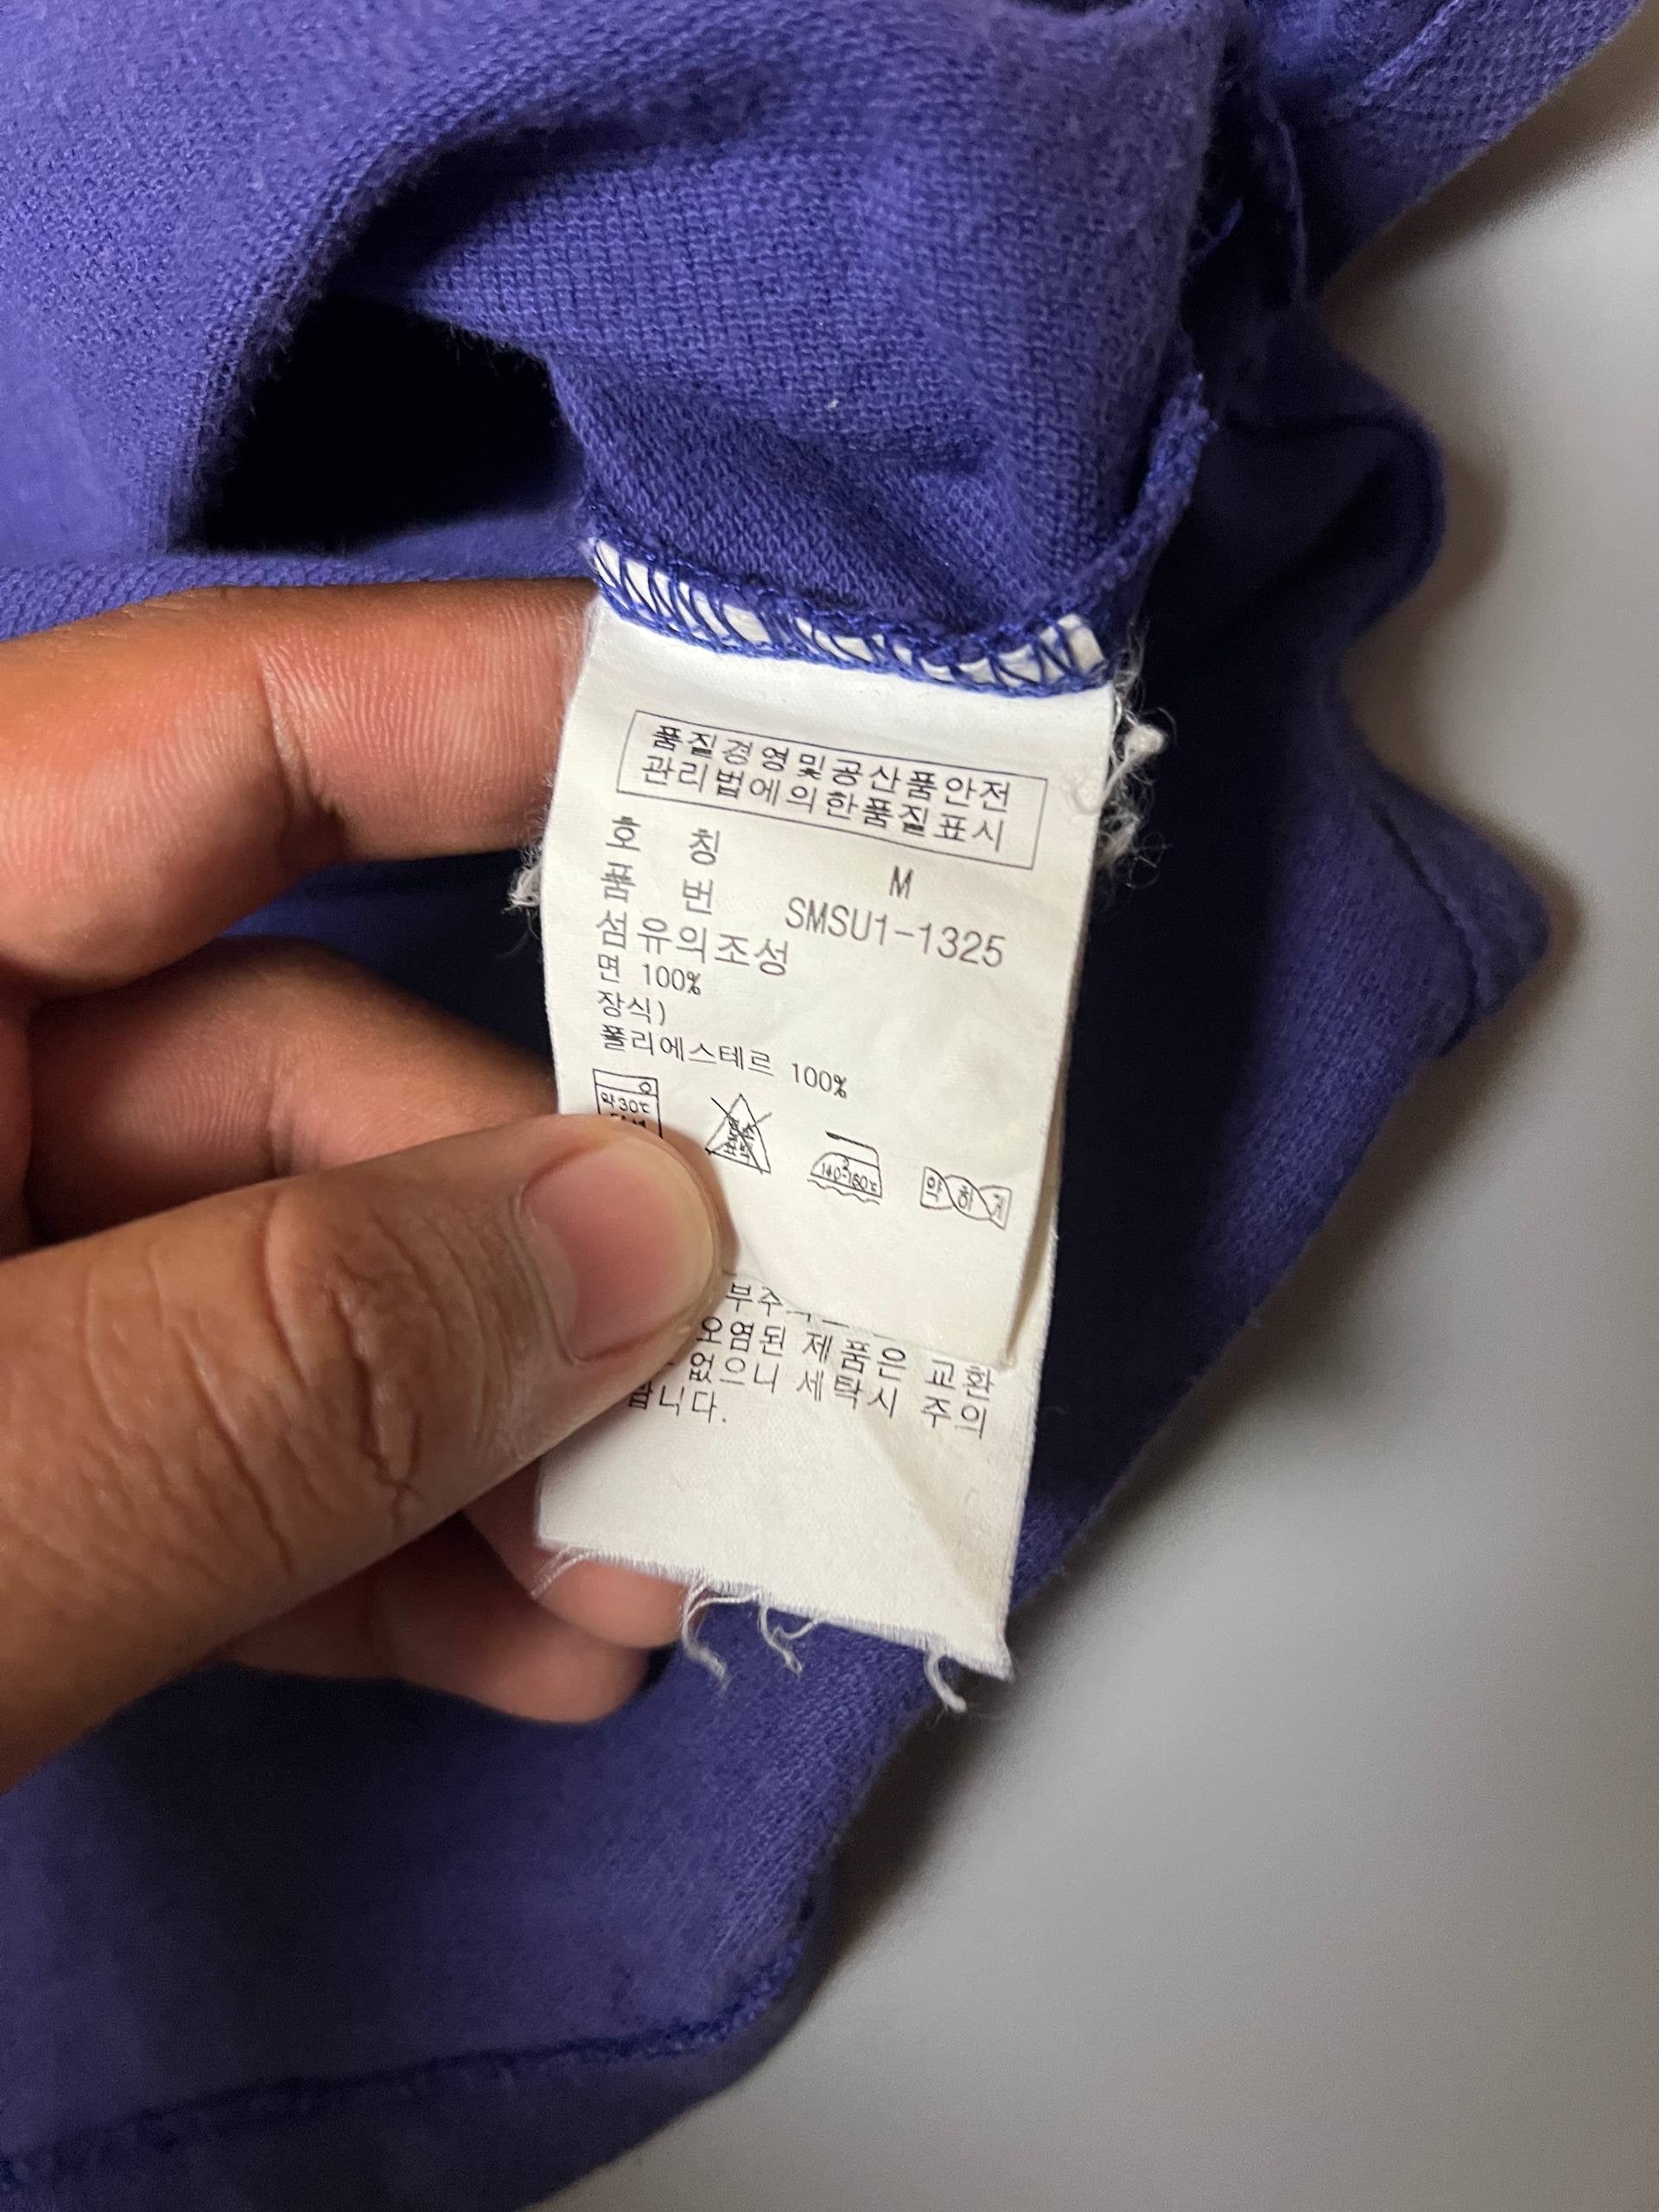 품질경영및공산품안전
관리법에의한품질표시
호 칭 M
품 번 SMSU1-1325
섬유의조성
면 100%
장식)
폴리에스테르 100%
약30℃
140-160℃
약하게
오염된 제품은 교환
없으니 세탁시 주의